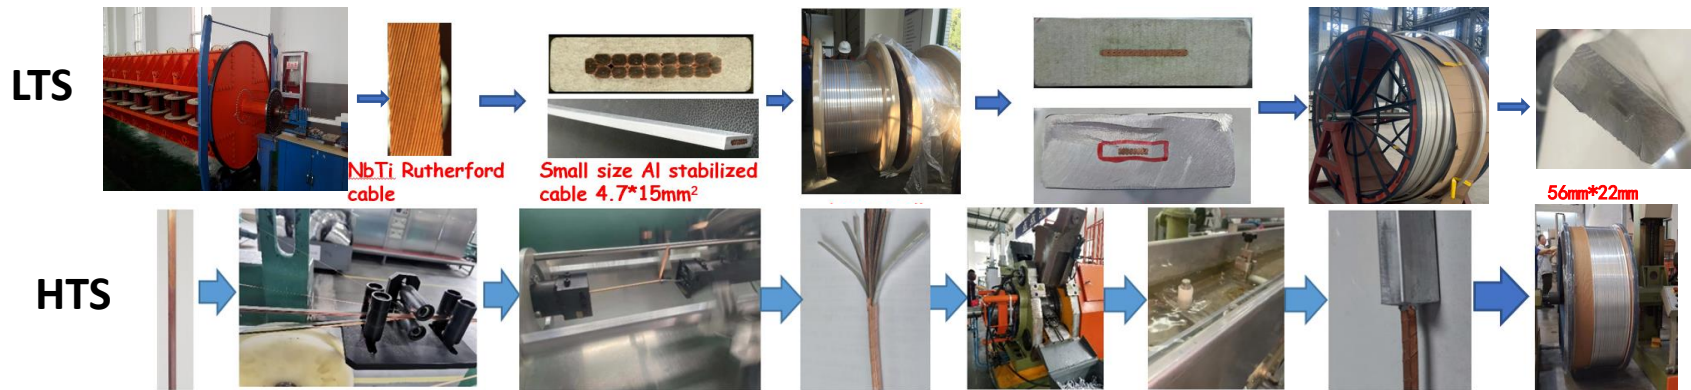 LTS
NbTi Rutherford
cable
Small size Al stabilized
cable 4.7*15mm²
56mm*22mm
HTS